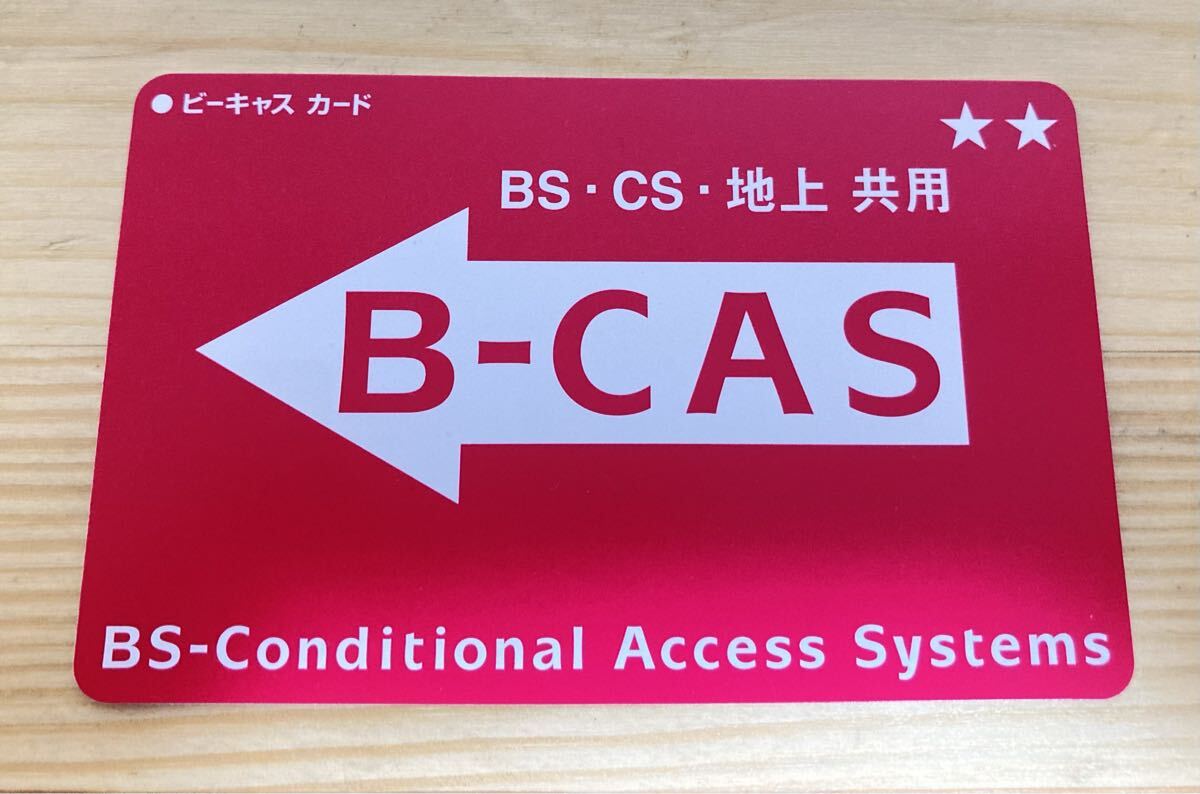 ●ビーキャス カード
★★
BS・CS・地上 共用
B-CAS
BS-Conditional Access Systems